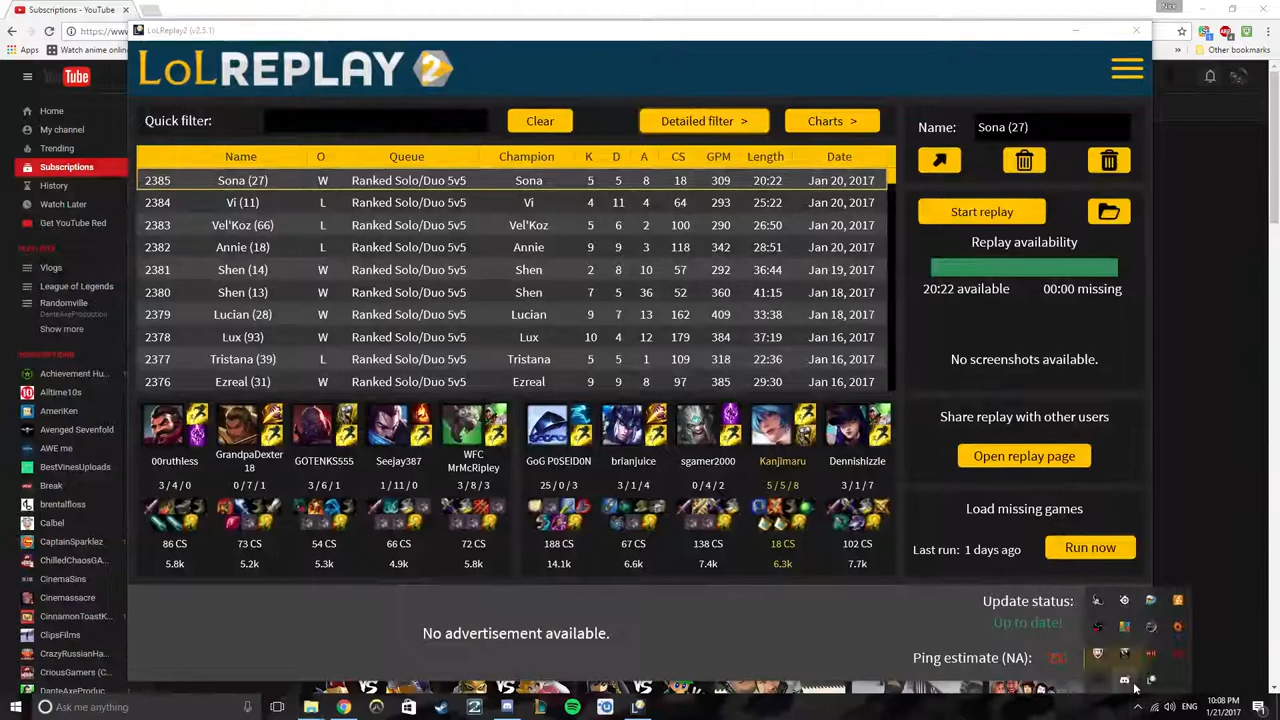 Subscriptions - YouTube
Nick
https://www
Apps
Watch anime online
Other bookmarks
LoLReplay2 (v2.5.1)
LoLREPLAY 2
YouTube
Home
My channel
Trending
Subscriptions
History
Watch Later
Get YouTube Red
Vlogs
League of Legends
Randomville
DanteAxeProduction
Show more
Achievement Hu...
Alltime10s
AmeriKen
Avenged Sevenfold
AWE me
BestVinesUploads
Break
brentalfloss
Calbel
CaptainSparklez
ChilledChaosGA...
CinemaSins
Cinemassacre
CinnamonToastK...
ClipsFilms
CrazyRussianHa...
CriousGamers (C...
DanteAxeProduc...
Quick filter:
Clear
Detailed filter >
Charts >
Name O Queue Champion K D A CS GPM Length Date
2385 Sona (27) W Ranked Solo/Duo 5v5 Sona 5 5 8 18 309 20:22 Jan 20, 2017
2384 Vi (11) L Ranked Solo/Duo 5v5 Vi 4 11 4 64 293 25:22 Jan 20, 2017
2383 Vel'Koz (66) L Ranked Solo/Duo 5v5 Vel'Koz 5 6 2 100 290 26:50 Jan 20, 2017
2382 Annie (18) L Ranked Solo/Duo 5v5 Annie 9 9 3 118 342 28:51 Jan 20, 2017
2381 Shen (14) W Ranked Solo/Duo 5v5 Shen 2 8 10 57 292 36:44 Jan 19, 2017
2380 Shen (13) W Ranked Solo/Duo 5v5 Shen 7 5 36 52 360 41:15 Jan 18, 2017
2379 Lucian (28) W Ranked Solo/Duo 5v5 Lucian 9 7 13 162 409 33:38 Jan 18, 2017
2378 Lux (93) W Ranked Solo/Duo 5v5 Lux 10 4 12 179 384 37:19 Jan 16, 2017
2377 Tristana (39) L Ranked Solo/Duo 5v5 Tristana 5 5 1 109 318 22:36 Jan 16, 2017
2376 Ezreal (31) W Ranked Solo/Duo 5v5 Ezreal 9 9 8 97 385 29:30 Jan 16, 2017
00ruthless
GrandpaDexter
18
GOTENKS555
Seejay387
WFC
MrMcRipley
GoG P0SEID0N
brianjuice
sgamer2000
KanjImaru
Dennishizzle
3/4/0 0/7/1 3/6/1 1/11/0 3/8/3 25/0/3 3/1/4 0/4/2 5/5/8 3/1/7
86 CS 73 CS 54 CS 66 CS 72 CS 188 CS 67 CS 138 CS 18 CS 102 CS
5.8k 5.2k 5.3k 4.9k 5.8k 14.1k 6.6k 7.4k 6.3k 7.7k
Name: Sona (27)
Start replay
Replay availability
20:22 available 00:00 missing
No screenshots available.
Share replay with other users
Open replay page
Load missing games
Last run: 1 days ago
Run now
No advertisement available.
Update status:
Up to date!
Ping estimate (NA):
Ask me anything
ENG
10:08 PM
1/21/2017